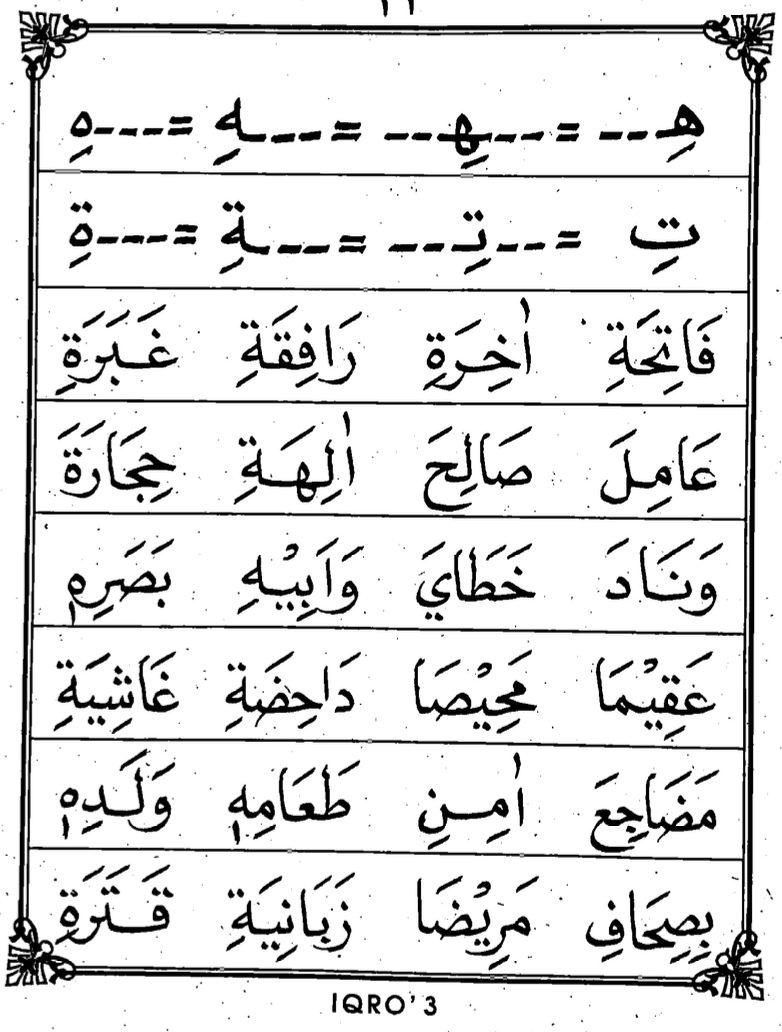 ١١
هِـ-- = --ـهِـ-- = --ـهِ = ---هِ
تِ = --ـتِـ-- = ---ـةِ = ---ةِ
فَاتِحَةِ اٰخِرَةِ رَافِقَةِ غَبَرَةِ
عَامِلَ صَالِحَ اٰلِهَةِ حِجَارَةَ
وَنَادَ خَطَايَ وَاَبِيْهِ بَصَرِهٖ
عَقِيْمَا مَحِيْصَا دَاحِضَةِ غَاشِيَةِ
مَضَاجِعَ اٰمِنِ طَعَامِهٖ وَلَدِهٖ
بِصِحَافِ مَرِيْضَا زَبَانِيَةِ قَتَرَةِ
IQRO' 3